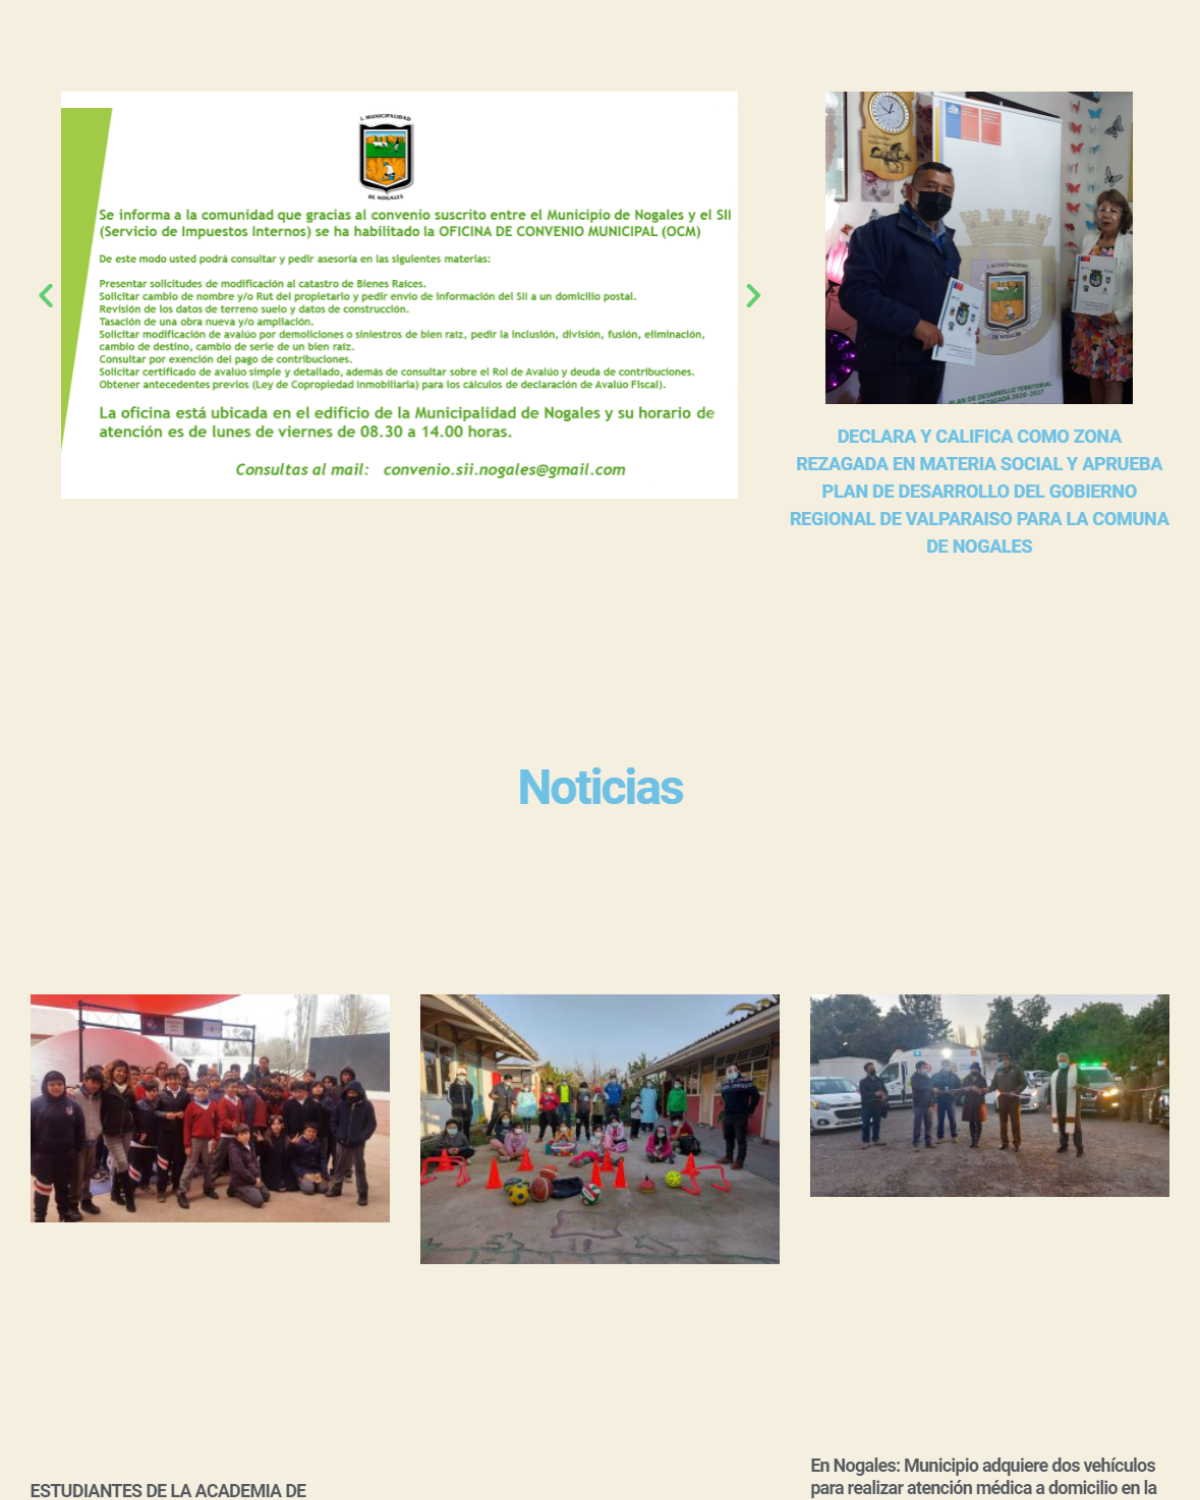 I. MUNICIPALIDAD
DE NOGALES
Se informa a la comunidad que gracias al convenio suscrito entre el Municipio de Nogales y el SII
(Servicio de Impuestos Internos) se ha habilitado la OFICINA DE CONVENIO MUNICIPAL (OCM)
De este modo usted podrá consultar y pedir asesoría en las siguientes materias:
Presentar solicitudes de modificación al catastro de Bienes Raíces.
Solicitar cambio de nombre y/o Rut del propietario y pedir envío de información del SII a un domicilio postal.
Revisión de los datos de terreno suelo y datos de construcción.
Tasación de una obra nueva y/o ampliación.
Solicitar modificación de avalúo por demoliciones o siniestros de bien raíz, pedir la inclusión, división, fusión, eliminación,
cambio de destino, cambio de serie de un bien raíz.
Consultar por exención del pago de contribuciones.
Solicitar certificado de avalúo simple y detallado, además de consultar sobre el Rol de Avalúo y deuda de contribuciones.
Obtener antecedentes previos (Ley de Copropiedad Inmobiliaria) para los cálculos de declaración de Avalúo Fiscal).
La oficina está ubicada en el edificio de la Municipalidad de Nogales y su horario de
atención es de lunes de viernes de 08.30 a 14.00 horas.
Consultas al mail: convenio.sii.nogales@gmail.com
I. MUNICIPALIDAD
DE NOGALES
PLAN DE DESARROLLO TERRITORIAL
REZAGADA 2020-2027
DECLARA Y CALIFICA COMO ZONA
REZAGADA EN MATERIA SOCIAL Y APRUEBA
PLAN DE DESARROLLO DEL GOBIERNO
REGIONAL DE VALPARAISO PARA LA COMUNA
DE NOGALES
Noticias
ESTUDIANTES DE LA ACADEMIA DE
En Nogales: Municipio adquiere dos vehículos
para realizar atención médica a domicilio en la